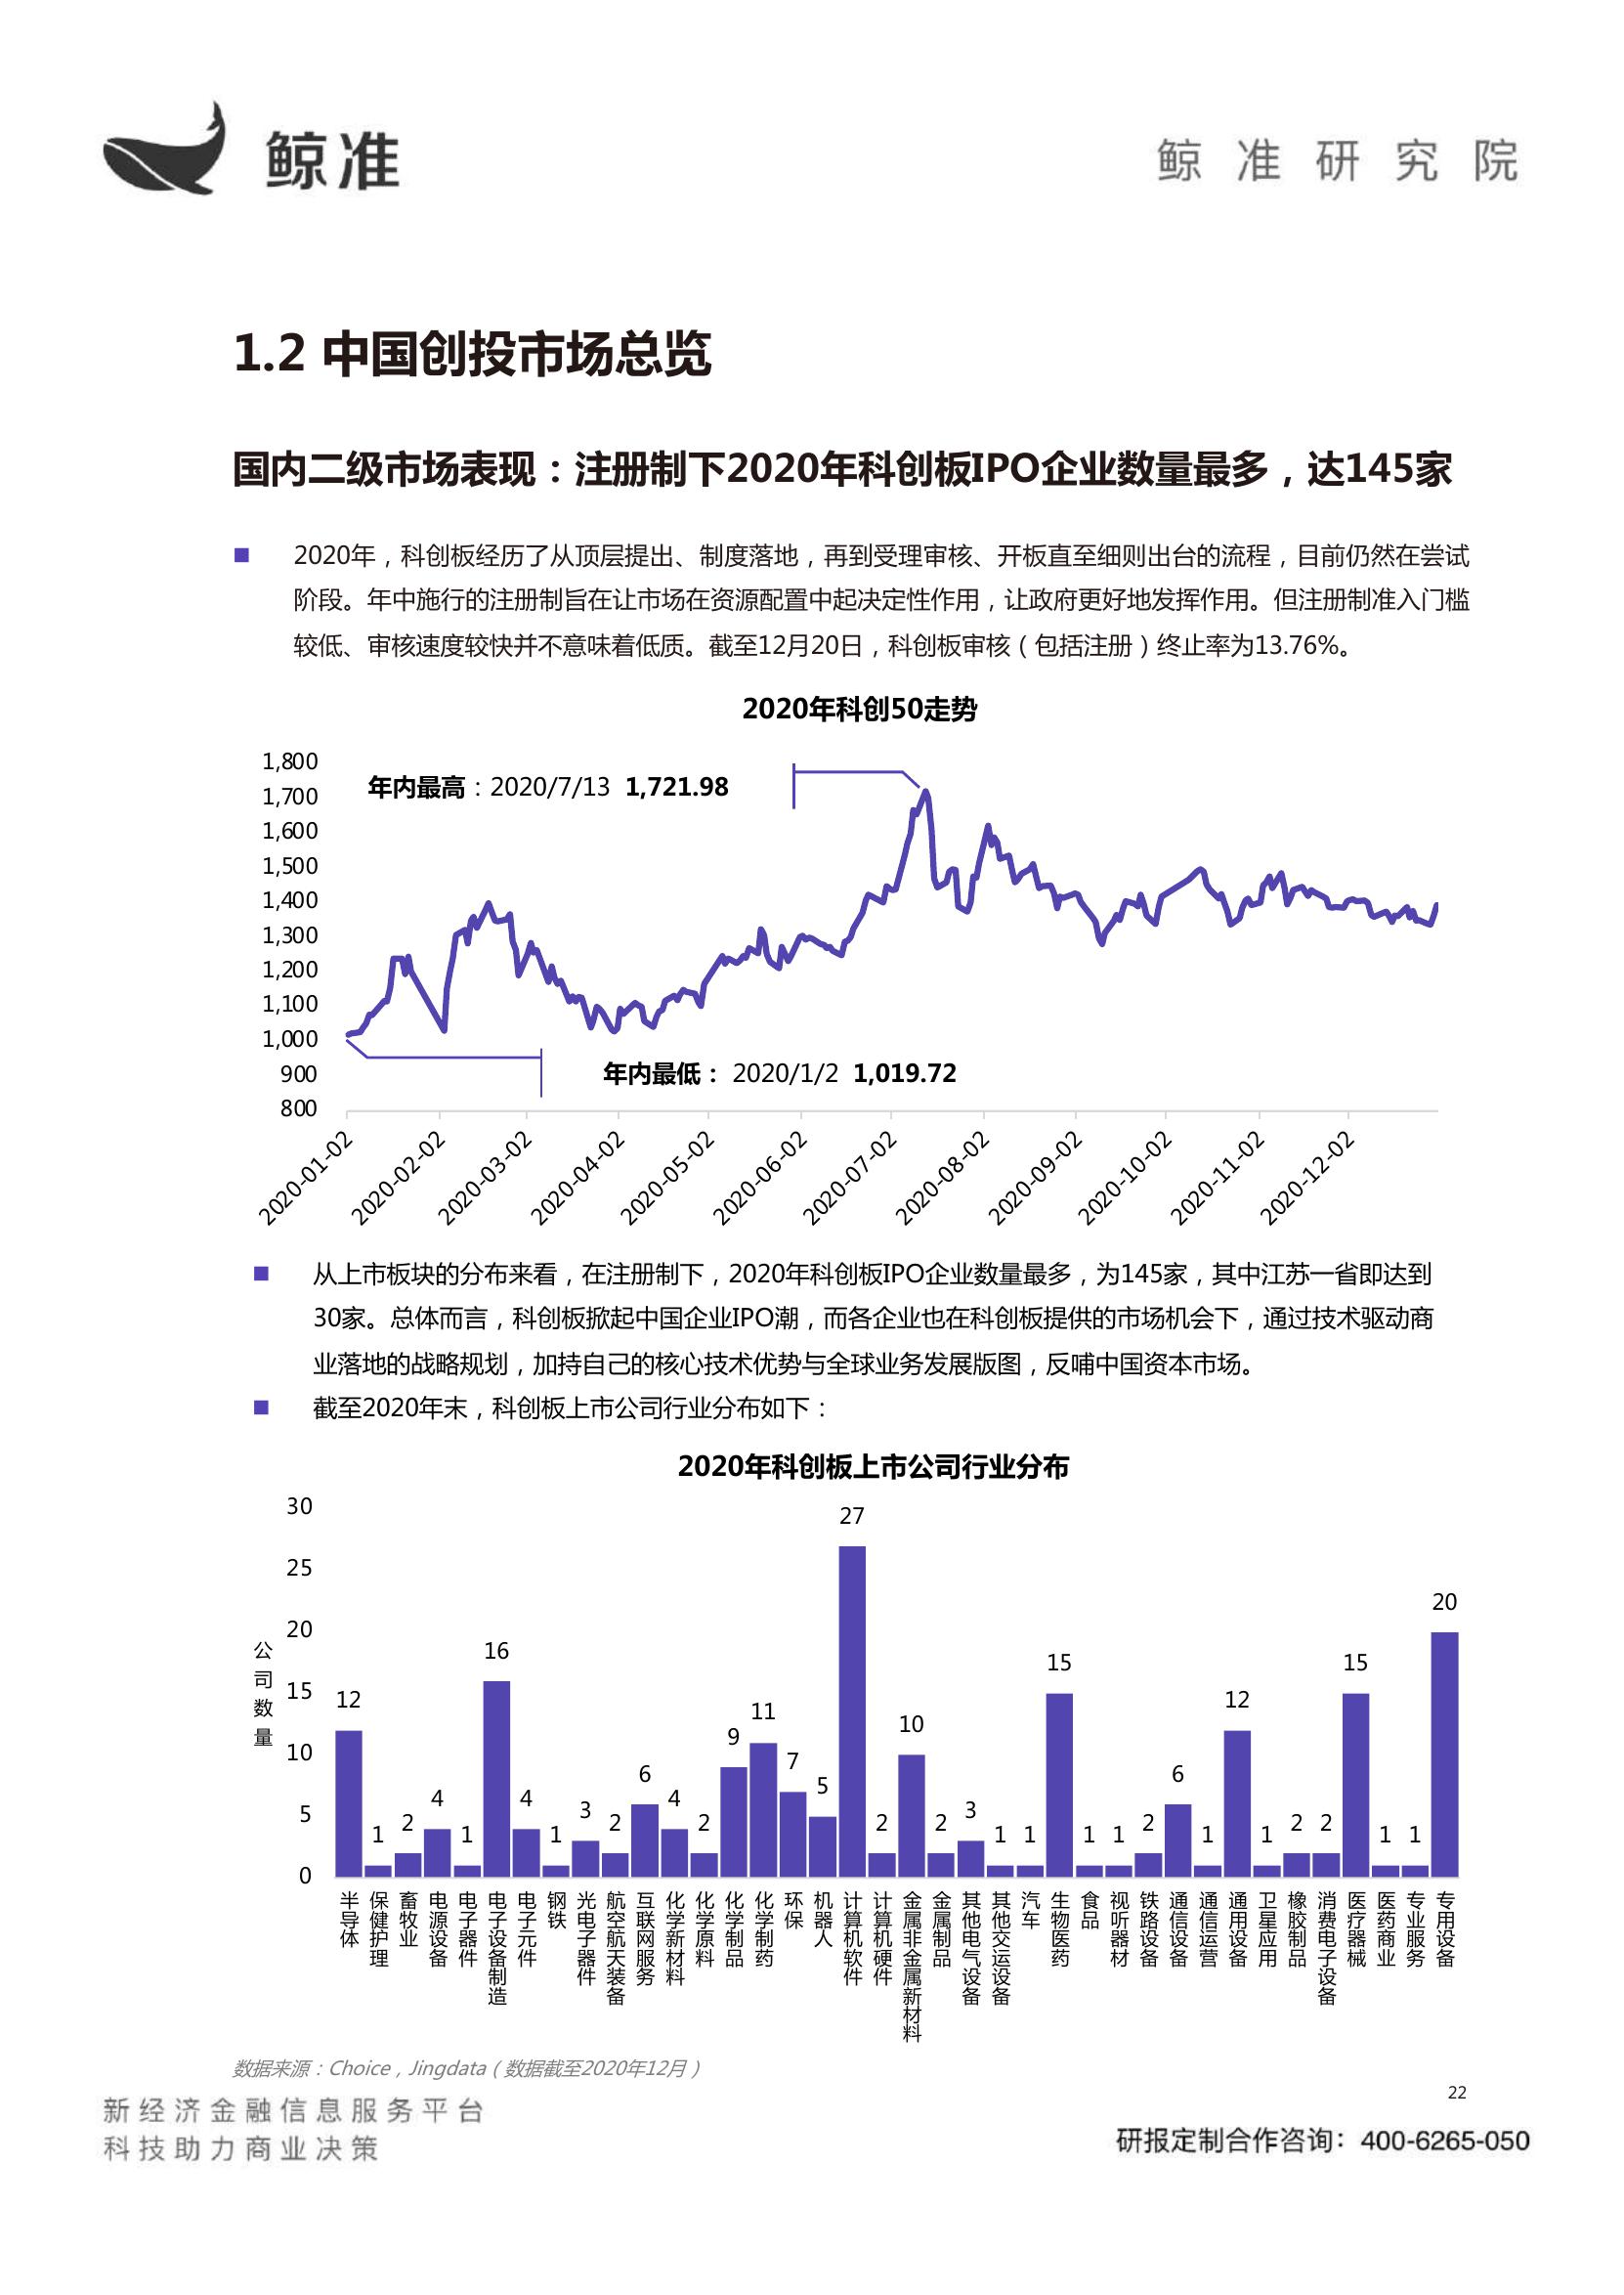 鲸准
鲸准研究院
1.2 中国创投市场总览
国内二级市场表现：注册制下2020年科创板IPO企业数量最多，达145家
2020年，科创板经历了从顶层提出、制度落地，再到受理审核、开板直至细则出台的流程，目前仍然在尝试
阶段。年中施行的注册制旨在让市场在资源配置中起决定性作用，让政府更好地发挥作用。但注册制准入门槛
较低、审核速度较快并不意味着低质。截至12月20日，科创板审核（包括注册）终止率为13.76%。
2020年科创50走势
1,800
1,700
1,600
1,500
1,400
1,300
1,200
1,100
1,000
900
800
年内最高：2020/7/13 1,721.98
年内最低： 2020/1/2 1,019.72
2020-01-02
2020-02-02
2020-03-02
2020-04-02
2020-05-02
2020-06-02
2020-07-02
2020-08-02
2020-09-02
2020-10-02
2020-11-02
2020-12-02
从上市板块的分布来看，在注册制下，2020年科创板IPO企业数量最多，为145家，其中江苏一省即达到
30家。总体而言，科创板掀起中国企业IPO潮，而各企业也在科创板提供的市场机会下，通过技术驱动商
业落地的战略规划，加持自己的核心技术优势与全球业务发展版图，反哺中国资本市场。
截至2020年末，科创板上市公司行业分布如下：
2020年科创板上市公司行业分布
公司数量
30
25
20
15
10
5
0
12
1
2
4
1
16
4
1
3
2
6
4
2
9
11
7
5
27
2
10
2
3
1
1
15
1
1
2
6
1
12
1
2
2
15
1
1
20
半导体
保健护理
畜牧业
电源设备
电子器件
电子设备制造
电子元件
钢铁
光电子器件
航空航天装备
互联网服务
化学新材料
化学原料
化学制品
化学制药
环保
机器人
计算机软件
计算机硬件
金属非金属新材料
金属制品
其他电气设备
其他交运设备
汽车
生物医药
食品
视听器材
铁路设备
通信设备
通信运营
通用设备
卫星应用
橡胶制品
消费电子设备
医疗器械
医药商业
专业服务
专用设备
数据来源：Choice，Jingdata（数据截至2020年12月）
22
新经济金融信息服务平台
科技助力商业决策
研报定制合作咨询：400-6265-050